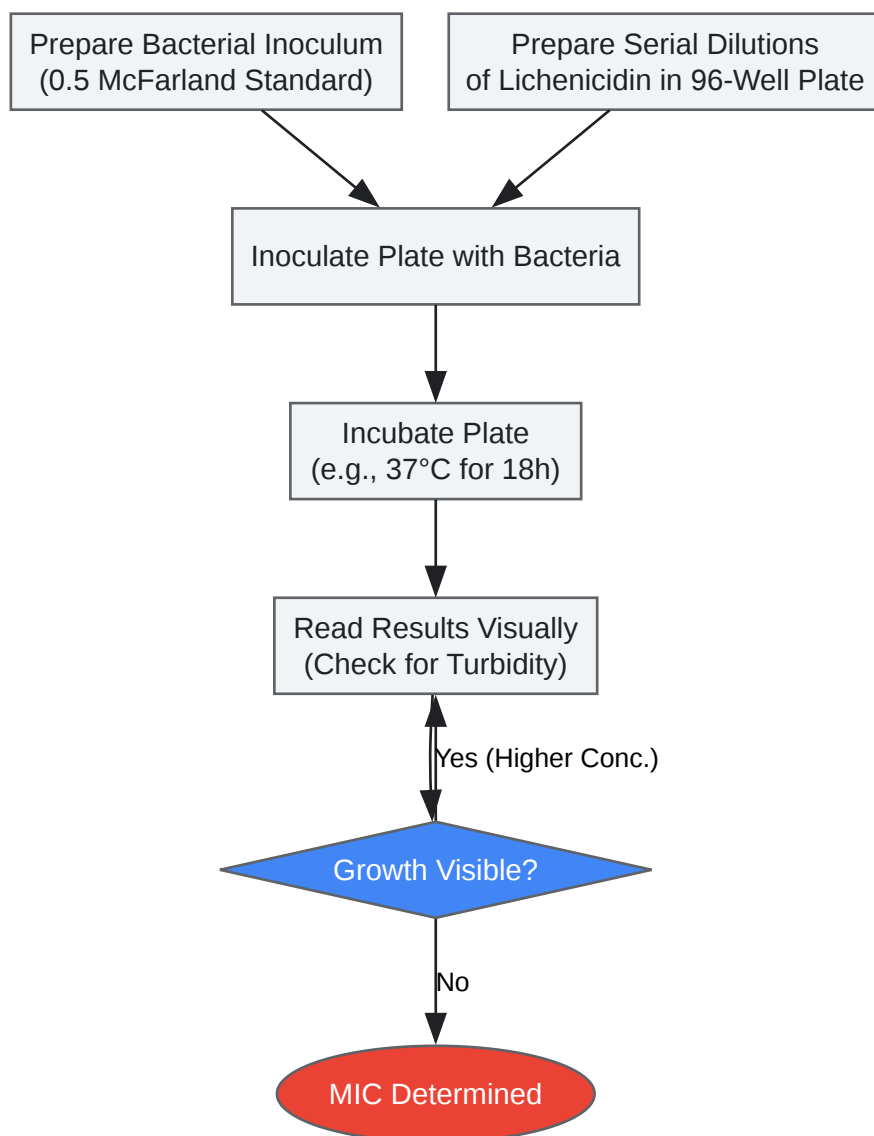 Prepare Bacterial Inoculum
(0.5 McFarland Standard)
Prepare Serial Dilutions
of Lichenicidin in 96-Well Plate
Inoculate Plate with Bacteria
Incubate Plate
(e.g., 37°C for 18h)
Read Results Visually
(Check for Turbidity)
Yes (Higher Conc.)
Growth Visible?
No
MIC Determined